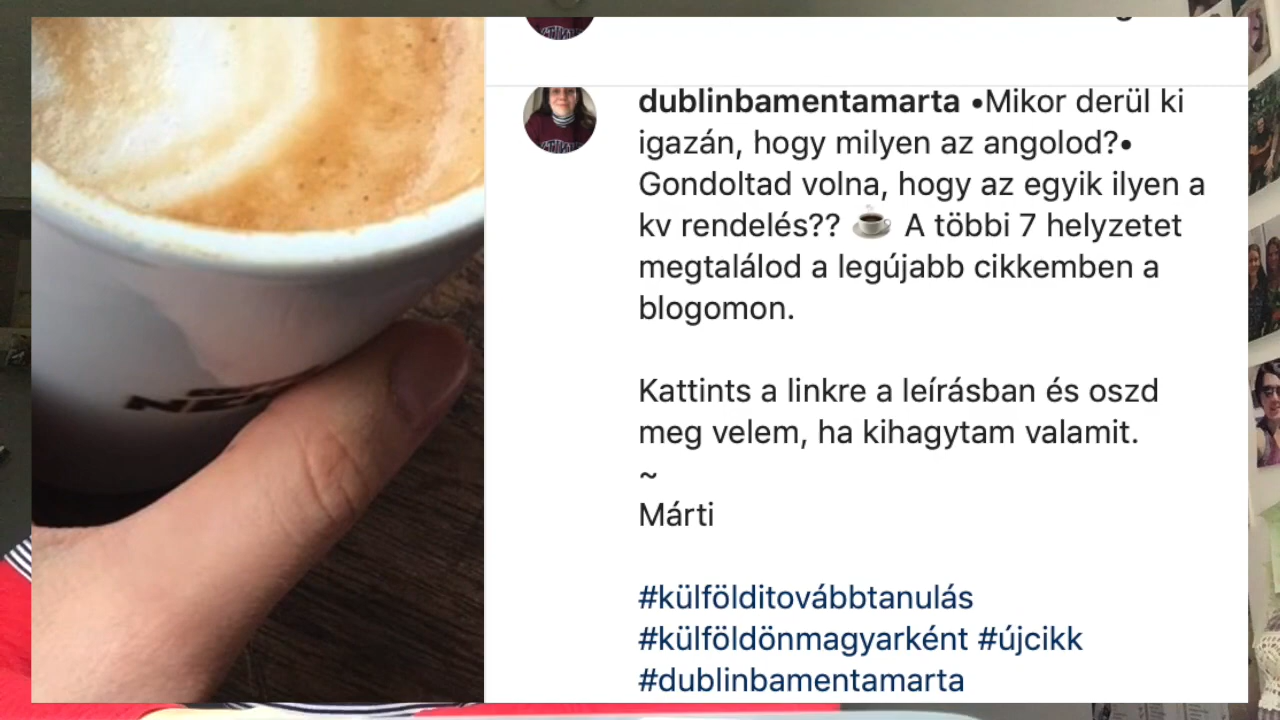 dublinbamentamarta •Mikor derül ki
igazán, hogy milyen az angolod?•
Gondoltad volna, hogy az egyik ilyen a
kv rendelés?? ☕ A többi 7 helyzetet
megtalálod a legújabb cikkemben a
blogomon.
Kattints a linkre a leírásban és oszd
meg velem, ha kihagytam valamit.
~
Márti
#külfölditovábbtanulás
#külföldönmagyarként #újcikk
#dublinbamentamarta